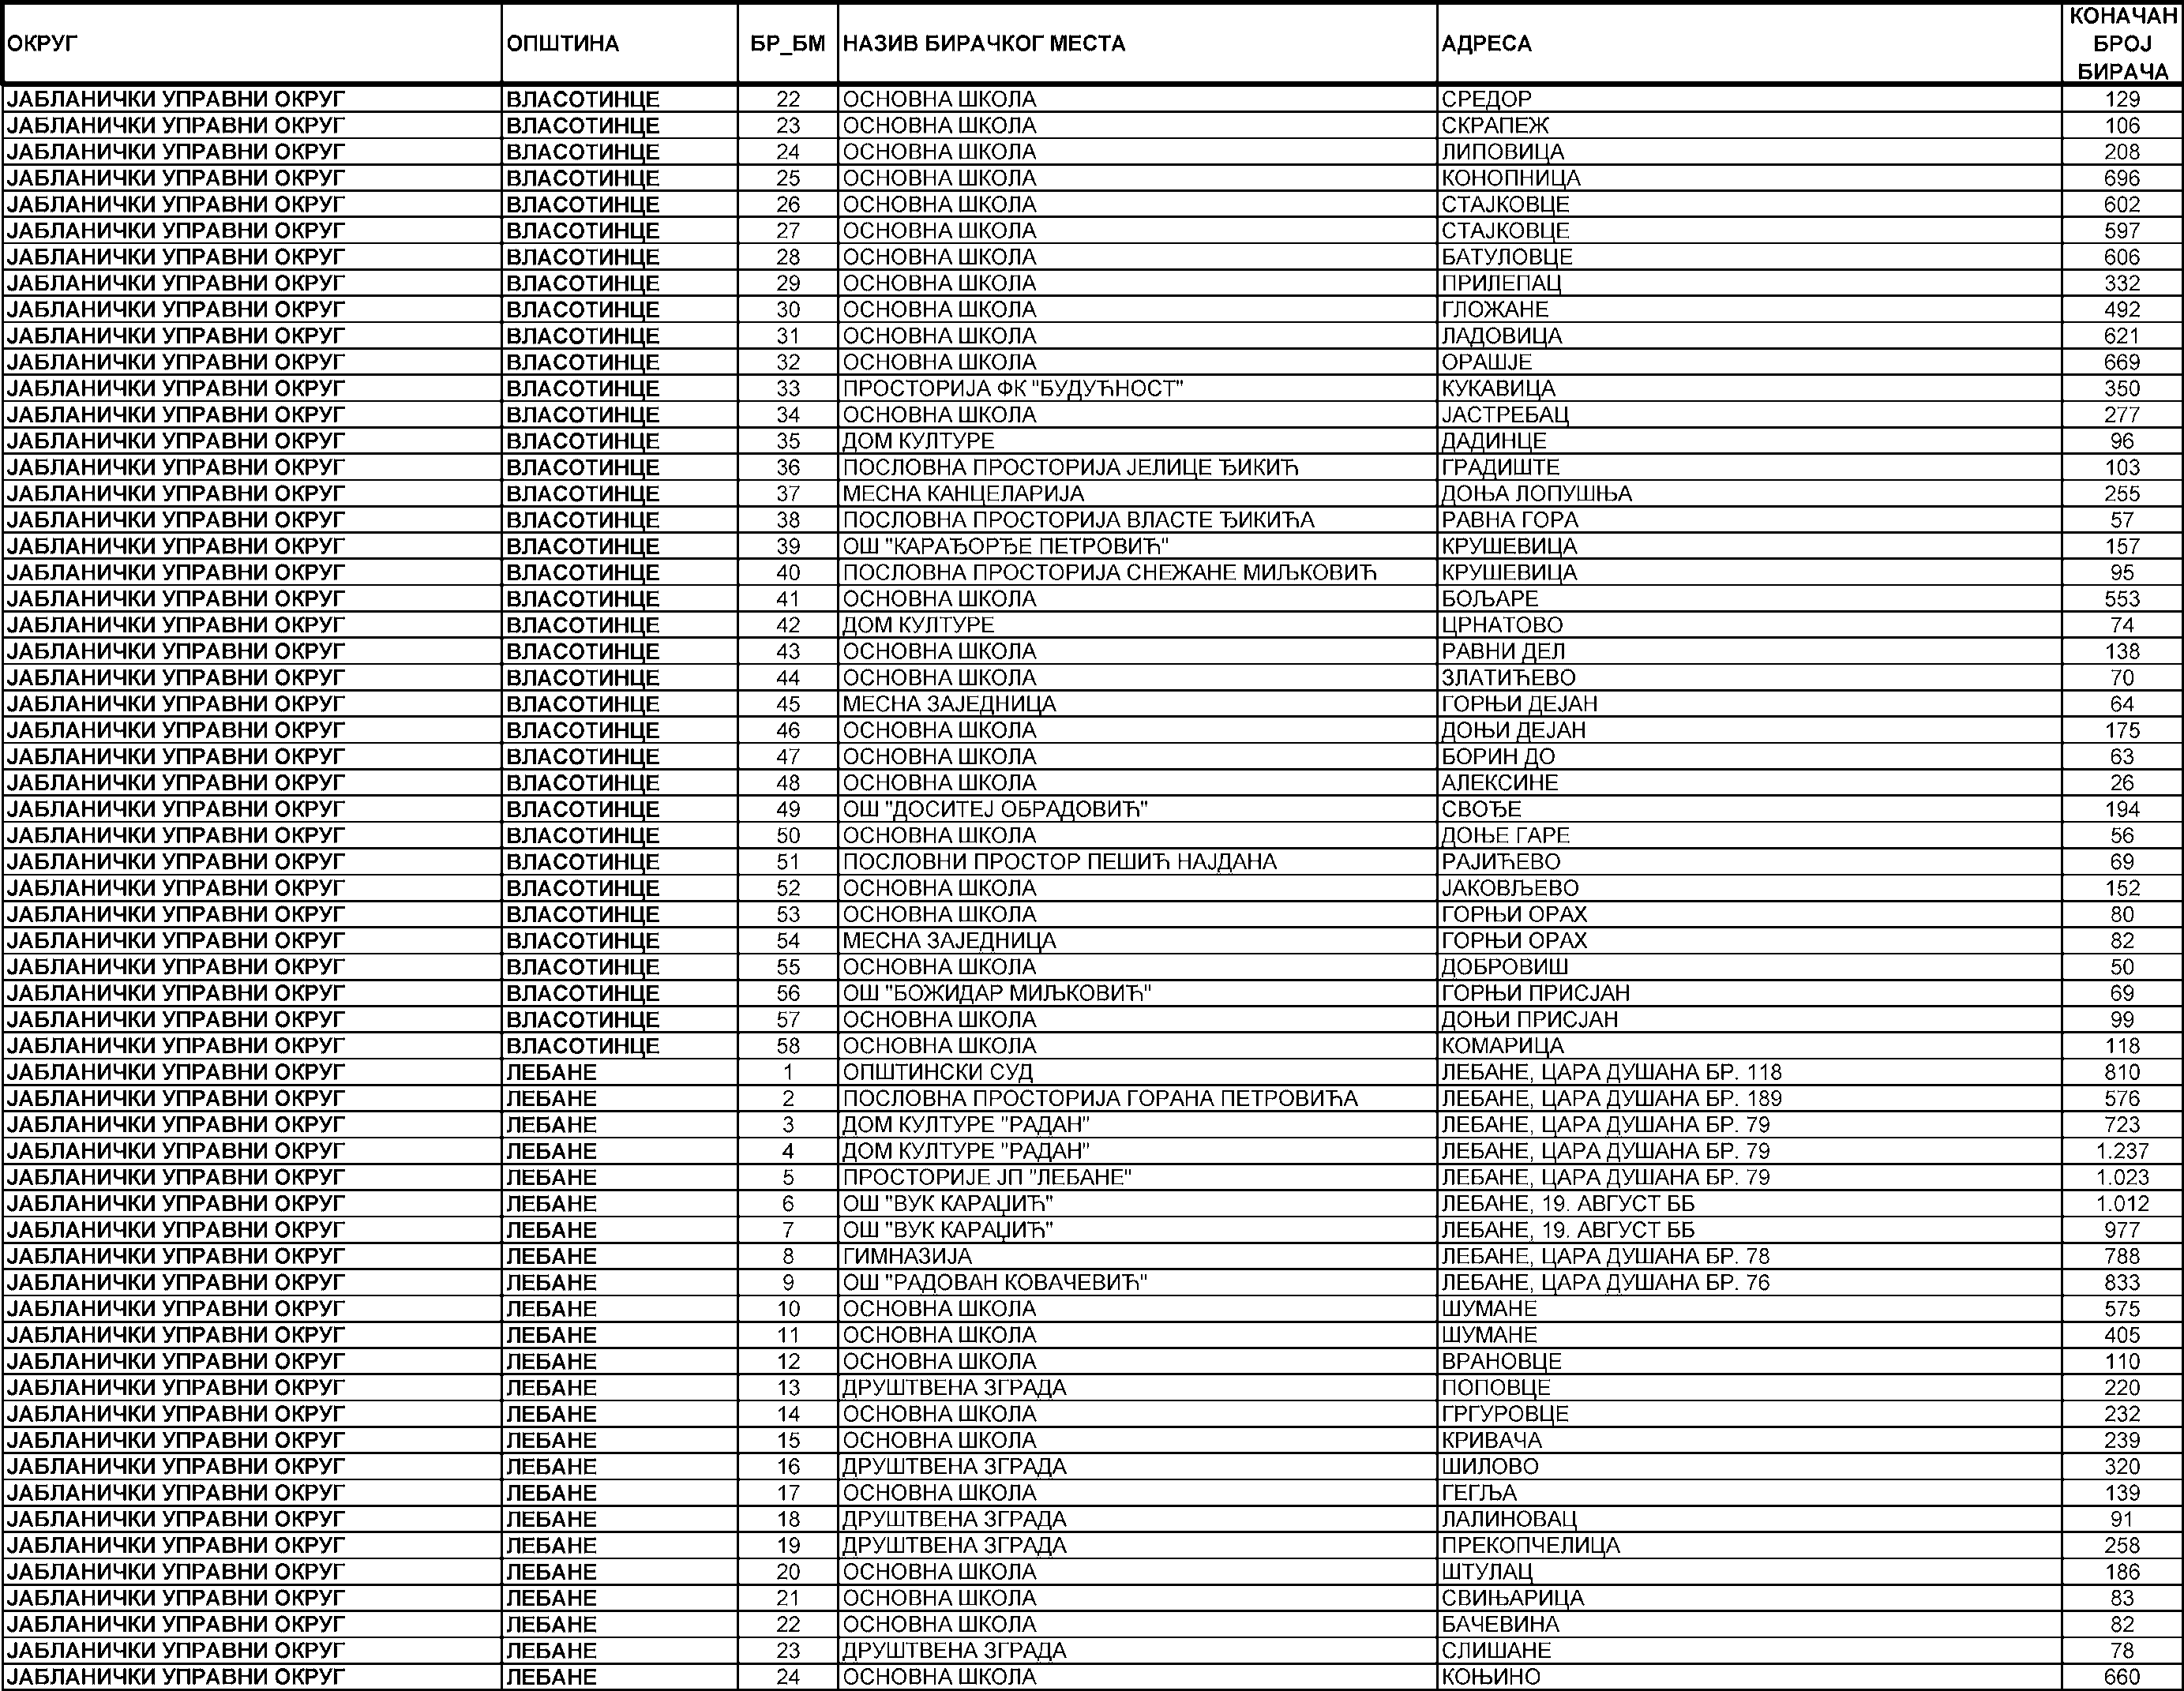 ОКРУГ ОПШТИНА БР_БМ НАЗИВ БИРАЧКОГ МЕСТА АДРЕСА КОНАЧАН БРОЈ БИРАЧА
ЈАБЛАНИЧКИ УПРАВНИ ОКРУГ ВЛАСОТИНЦЕ 22 ОСНОВНА ШКОЛА СРЕДОР 129
ЈАБЛАНИЧКИ УПРАВНИ ОКРУГ ВЛАСОТИНЦЕ 23 ОСНОВНА ШКОЛА СКРАПЕЖ 106
ЈАБЛАНИЧКИ УПРАВНИ ОКРУГ ВЛАСОТИНЦЕ 24 ОСНОВНА ШКОЛА ЛИПОВИЦА 208
ЈАБЛАНИЧКИ УПРАВНИ ОКРУГ ВЛАСОТИНЦЕ 25 ОСНОВНА ШКОЛА КОНОПНИЦА 696
ЈАБЛАНИЧКИ УПРАВНИ ОКРУГ ВЛАСОТИНЦЕ 26 ОСНОВНА ШКОЛА СТАЈКОВЦЕ 602
ЈАБЛАНИЧКИ УПРАВНИ ОКРУГ ВЛАСОТИНЦЕ 27 ОСНОВНА ШКОЛА СТАЈКОВЦЕ 597
ЈАБЛАНИЧКИ УПРАВНИ ОКРУГ ВЛАСОТИНЦЕ 28 ОСНОВНА ШКОЛА БАТУЛОВЦЕ 606
ЈАБЛАНИЧКИ УПРАВНИ ОКРУГ ВЛАСОТИНЦЕ 29 ОСНОВНА ШКОЛА ПРИЛЕПАЦ 332
ЈАБЛАНИЧКИ УПРАВНИ ОКРУГ ВЛАСОТИНЦЕ 30 ОСНОВНА ШКОЛА ГЛОЖАНЕ 492
ЈАБЛАНИЧКИ УПРАВНИ ОКРУГ ВЛАСОТИНЦЕ 31 ОСНОВНА ШКОЛА ЛАДОВИЦА 621
ЈАБЛАНИЧКИ УПРАВНИ ОКРУГ ВЛАСОТИНЦЕ 32 ОСНОВНА ШКОЛА ОРАШЈЕ 669
ЈАБЛАНИЧКИ УПРАВНИ ОКРУГ ВЛАСОТИНЦЕ 33 ПРОСТОРИЈА ФК "БУДУЋНОСТ" КУКАВИЦА 350
ЈАБЛАНИЧКИ УПРАВНИ ОКРУГ ВЛАСОТИНЦЕ 34 ОСНОВНА ШКОЛА ЈАСТРЕБАЦ 277
ЈАБЛАНИЧКИ УПРАВНИ ОКРУГ ВЛАСОТИНЦЕ 35 ДОМ КУЛТУРЕ ДАДИНЦЕ 96
ЈАБЛАНИЧКИ УПРАВНИ ОКРУГ ВЛАСОТИНЦЕ 36 ПОСЛОВНА ПРОСТОРИЈА ЈЕЛИЦЕ ЂИКИЋ ГРАДИШТЕ 103
ЈАБЛАНИЧКИ УПРАВНИ ОКРУГ ВЛАСОТИНЦЕ 37 МЕСНА КАНЦЕЛАРИЈА ДОЊА ЛОПУШЊА 255
ЈАБЛАНИЧКИ УПРАВНИ ОКРУГ ВЛАСОТИНЦЕ 38 ПОСЛОВНА ПРОСТОРИЈА ВЛАСТЕ ЂИКИЋА РАВНА ГОРА 57
ЈАБЛАНИЧКИ УПРАВНИ ОКРУГ ВЛАСОТИНЦЕ 39 ОШ "КАРАЂОРЂЕ ПЕТРОВИЋ" КРУШЕВИЦА 157
ЈАБЛАНИЧКИ УПРАВНИ ОКРУГ ВЛАСОТИНЦЕ 40 ПОСЛОВНА ПРОСТОРИЈА СНЕЖАНЕ МИЉКОВИЋ КРУШЕВИЦА 95
ЈАБЛАНИЧКИ УПРАВНИ ОКРУГ ВЛАСОТИНЦЕ 41 ОСНОВНА ШКОЛА БОЉАРЕ 553
ЈАБЛАНИЧКИ УПРАВНИ ОКРУГ ВЛАСОТИНЦЕ 42 ДОМ КУЛТУРЕ ЦРНАТОВО 74
ЈАБЛАНИЧКИ УПРАВНИ ОКРУГ ВЛАСОТИНЦЕ 43 ОСНОВНА ШКОЛА РАВНИ ДЕЛ 138
ЈАБЛАНИЧКИ УПРАВНИ ОКРУГ ВЛАСОТИНЦЕ 44 ОСНОВНА ШКОЛА ЗЛАТИЋЕВО 70
ЈАБЛАНИЧКИ УПРАВНИ ОКРУГ ВЛАСОТИНЦЕ 45 МЕСНА ЗАЈЕДНИЦА ГОРЊИ ДЕЈАН 64
ЈАБЛАНИЧКИ УПРАВНИ ОКРУГ ВЛАСОТИНЦЕ 46 ОСНОВНА ШКОЛА ДОЊИ ДЕЈАН 175
ЈАБЛАНИЧКИ УПРАВНИ ОКРУГ ВЛАСОТИНЦЕ 47 ОСНОВНА ШКОЛА БОРИН ДО 63
ЈАБЛАНИЧКИ УПРАВНИ ОКРУГ ВЛАСОТИНЦЕ 48 ОСНОВНА ШКОЛА АЛЕКСИНЕ 26
ЈАБЛАНИЧКИ УПРАВНИ ОКРУГ ВЛАСОТИНЦЕ 49 ОШ "ДОСИТЕЈ ОБРАДОВИЋ" СВОЂЕ 194
ЈАБЛАНИЧКИ УПРАВНИ ОКРУГ ВЛАСОТИНЦЕ 50 ОСНОВНА ШКОЛА ДОЊЕ ГАРЕ 56
ЈАБЛАНИЧКИ УПРАВНИ ОКРУГ ВЛАСОТИНЦЕ 51 ПОСЛОВНИ ПРОСТОР ПЕШИЋ НАЈДАНА РАЈИЋЕВО 69
ЈАБЛАНИЧКИ УПРАВНИ ОКРУГ ВЛАСОТИНЦЕ 52 ОСНОВНА ШКОЛА ЈАКОВЉЕВО 152
ЈАБЛАНИЧКИ УПРАВНИ ОКРУГ ВЛАСОТИНЦЕ 53 ОСНОВНА ШКОЛА ГОРЊИ ОРАХ 80
ЈАБЛАНИЧКИ УПРАВНИ ОКРУГ ВЛАСОТИНЦЕ 54 МЕСНА ЗАЈЕДНИЦА ГОРЊИ ОРАХ 82
ЈАБЛАНИЧКИ УПРАВНИ ОКРУГ ВЛАСОТИНЦЕ 55 ОСНОВНА ШКОЛА ДОБРОВИШ 50
ЈАБЛАНИЧКИ УПРАВНИ ОКРУГ ВЛАСОТИНЦЕ 56 ОШ "БОЖИДАР МИЉКОВИЋ" ГОРЊИ ПРИСЈАН 69
ЈАБЛАНИЧКИ УПРАВНИ ОКРУГ ВЛАСОТИНЦЕ 57 ОСНОВНА ШКОЛА ДОЊИ ПРИСЈАН 99
ЈАБЛАНИЧКИ УПРАВНИ ОКРУГ ВЛАСОТИНЦЕ 58 ОСНОВНА ШКОЛА КОМАРИЦА 118
ЈАБЛАНИЧКИ УПРАВНИ ОКРУГ ЛЕБАНЕ 1 ОПШТИНСКИ СУД ЛЕБАНЕ, ЦАРА ДУШАНА БР. 118 810
ЈАБЛАНИЧКИ УПРАВНИ ОКРУГ ЛЕБАНЕ 2 ПОСЛОВНА ПРОСТОРИЈА ГОРАНА ПЕТРОВИЋА ЛЕБАНЕ, ЦАРА ДУШАНА БР. 189 576
ЈАБЛАНИЧКИ УПРАВНИ ОКРУГ ЛЕБАНЕ 3 ДОМ КУЛТУРЕ "РАДАН" ЛЕБАНЕ, ЦАРА ДУШАНА БР. 79 723
ЈАБЛАНИЧКИ УПРАВНИ ОКРУГ ЛЕБАНЕ 4 ДОМ КУЛТУРЕ "РАДАН" ЛЕБАНЕ, ЦАРА ДУШАНА БР. 79 1.237
ЈАБЛАНИЧКИ УПРАВНИ ОКРУГ ЛЕБАНЕ 5 ПРОСТОРИЈЕ ЈП "ЛЕБАНЕ" ЛЕБАНЕ, ЦАРА ДУШАНА БР. 79 1.023
ЈАБЛАНИЧКИ УПРАВНИ ОКРУГ ЛЕБАНЕ 6 ОШ "ВУК КАРАЏИЋ" ЛЕБАНЕ, 19. АВГУСТ ББ 1.012
ЈАБЛАНИЧКИ УПРАВНИ ОКРУГ ЛЕБАНЕ 7 ОШ "ВУК КАРАЏИЋ" ЛЕБАНЕ, 19. АВГУСТ ББ 977
ЈАБЛАНИЧКИ УПРАВНИ ОКРУГ ЛЕБАНЕ 8 ГИМНАЗИЈА ЛЕБАНЕ, ЦАРА ДУШАНА БР. 78 788
ЈАБЛАНИЧКИ УПРАВНИ ОКРУГ ЛЕБАНЕ 9 ОШ "РАДОВАН КОВАЧЕВИЋ" ЛЕБАНЕ, ЦАРА ДУШАНА БР. 76 833
ЈАБЛАНИЧКИ УПРАВНИ ОКРУГ ЛЕБАНЕ 10 ОСНОВНА ШКОЛА ШУМАНЕ 575
ЈАБЛАНИЧКИ УПРАВНИ ОКРУГ ЛЕБАНЕ 11 ОСНОВНА ШКОЛА ШУМАНЕ 405
ЈАБЛАНИЧКИ УПРАВНИ ОКРУГ ЛЕБАНЕ 12 ОСНОВНА ШКОЛА ВРАНОВЦЕ 110
ЈАБЛАНИЧКИ УПРАВНИ ОКРУГ ЛЕБАНЕ 13 ДРУШТВЕНА ЗГРАДА ПОПОВЦЕ 220
ЈАБЛАНИЧКИ УПРАВНИ ОКРУГ ЛЕБАНЕ 14 ОСНОВНА ШКОЛА ГРГУРОВЦЕ 232
ЈАБЛАНИЧКИ УПРАВНИ ОКРУГ ЛЕБАНЕ 15 ОСНОВНА ШКОЛА КРИВАЧА 239
ЈАБЛАНИЧКИ УПРАВНИ ОКРУГ ЛЕБАНЕ 16 ДРУШТВЕНА ЗГРАДА ШИЛОВО 320
ЈАБЛАНИЧКИ УПРАВНИ ОКРУГ ЛЕБАНЕ 17 ОСНОВНА ШКОЛА ГЕГЉА 139
ЈАБЛАНИЧКИ УПРАВНИ ОКРУГ ЛЕБАНЕ 18 ДРУШТВЕНА ЗГРАДА ЛАЛИНОВАЦ 91
ЈАБЛАНИЧКИ УПРАВНИ ОКРУГ ЛЕБАНЕ 19 ДРУШТВЕНА ЗГРАДА ПРЕКОПЧЕЛИЦА 258
ЈАБЛАНИЧКИ УПРАВНИ ОКРУГ ЛЕБАНЕ 20 ОСНОВНА ШКОЛА ШТУЛАЦ 186
ЈАБЛАНИЧКИ УПРАВНИ ОКРУГ ЛЕБАНЕ 21 ОСНОВНА ШКОЛА СВИЊАРИЦА 83
ЈАБЛАНИЧКИ УПРАВНИ ОКРУГ ЛЕБАНЕ 22 ОСНОВНА ШКОЛА БАЧЕВИНА 82
ЈАБЛАНИЧКИ УПРАВНИ ОКРУГ ЛЕБАНЕ 23 ДРУШТВЕНА ЗГРАДА СЛИШАНЕ 78
ЈАБЛАНИЧКИ УПРАВНИ ОКРУГ ЛЕБАНЕ 24 ОСНОВНА ШКОЛА КОЊИНО 660